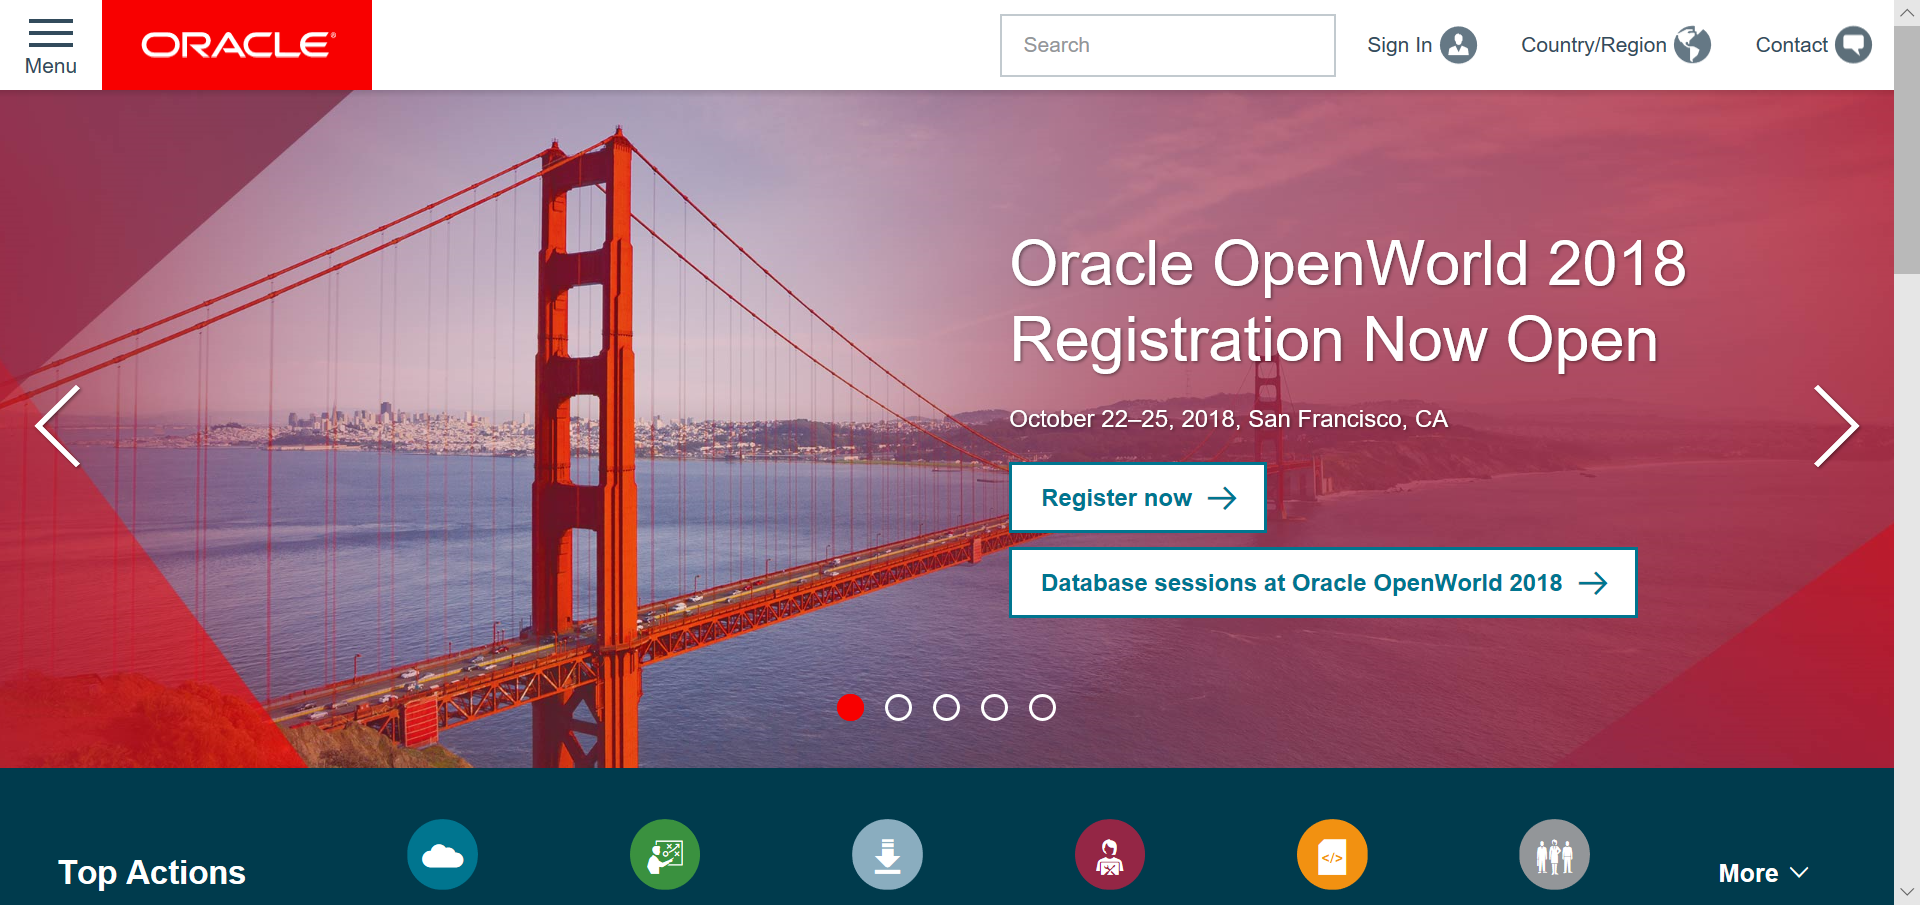 Menu
ORACLE®
Search
Sign In
Country/Region
Contact
Oracle OpenWorld 2018
Registration Now Open
October 22–25, 2018, San Francisco, CA
Register now
Database sessions at Oracle OpenWorld 2018
Top Actions
</>
More